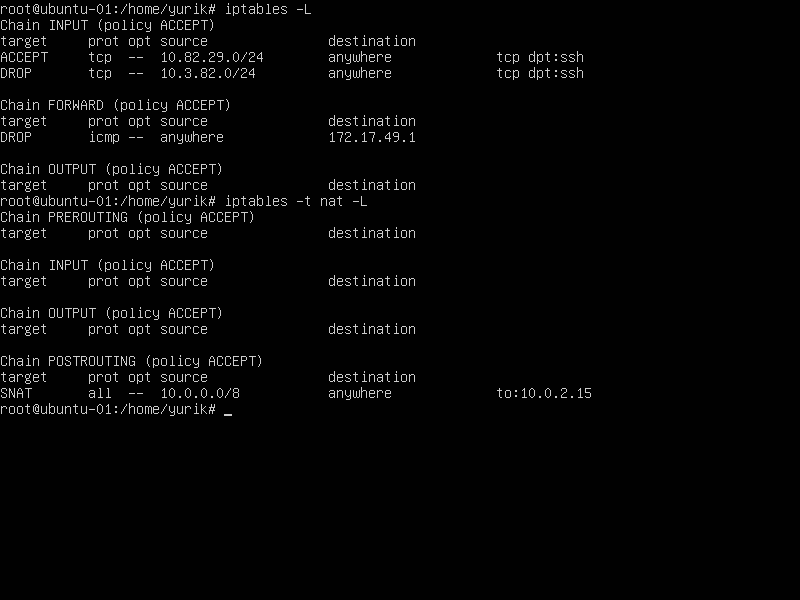 root@ubuntu-01:/home/yurik# iptables -L
Chain INPUT (policy ACCEPT)
target     prot opt source               destination
ACCEPT     tcp  --  10.82.29.0/24        anywhere             tcp dpt:ssh
DROP       tcp  --  10.3.82.0/24         anywhere             tcp dpt:ssh

Chain FORWARD (policy ACCEPT)
target     prot opt source               destination
DROP       icmp --  anywhere             172.17.49.1

Chain OUTPUT (policy ACCEPT)
target     prot opt source               destination
root@ubuntu-01:/home/yurik# iptables -t nat -L
Chain PREROUTING (policy ACCEPT)
target     prot opt source               destination

Chain INPUT (policy ACCEPT)
target     prot opt source               destination

Chain OUTPUT (policy ACCEPT)
target     prot opt source               destination

Chain POSTROUTING (policy ACCEPT)
target     prot opt source               destination
SNAT       all  --  10.0.0.0/8           anywhere             to:10.0.2.15
root@ubuntu-01:/home/yurik# _